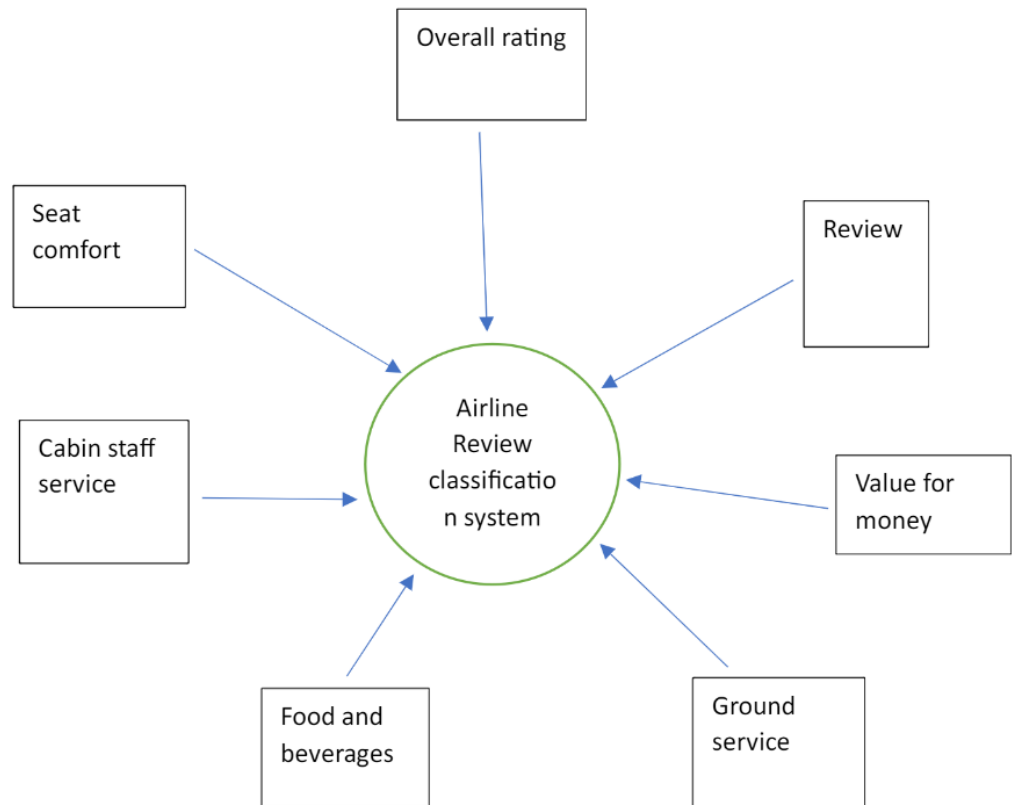 Overall rating
Seat
comfort
Review
Airline
Review
classificatio
n system
Cabin staff
service
Value for
money
Food and
beverages
Ground
service